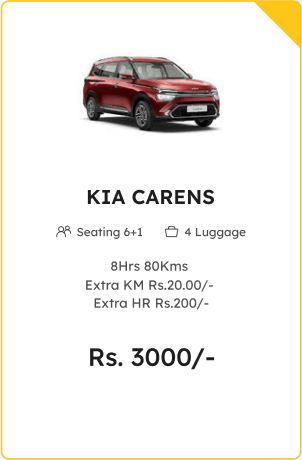 KIA CARENS
Seating 6+1 4 Luggage
8Hrs 80Kms
Extra KM Rs.20.00/-
Extra HR Rs.200/-
Rs. 3000/-